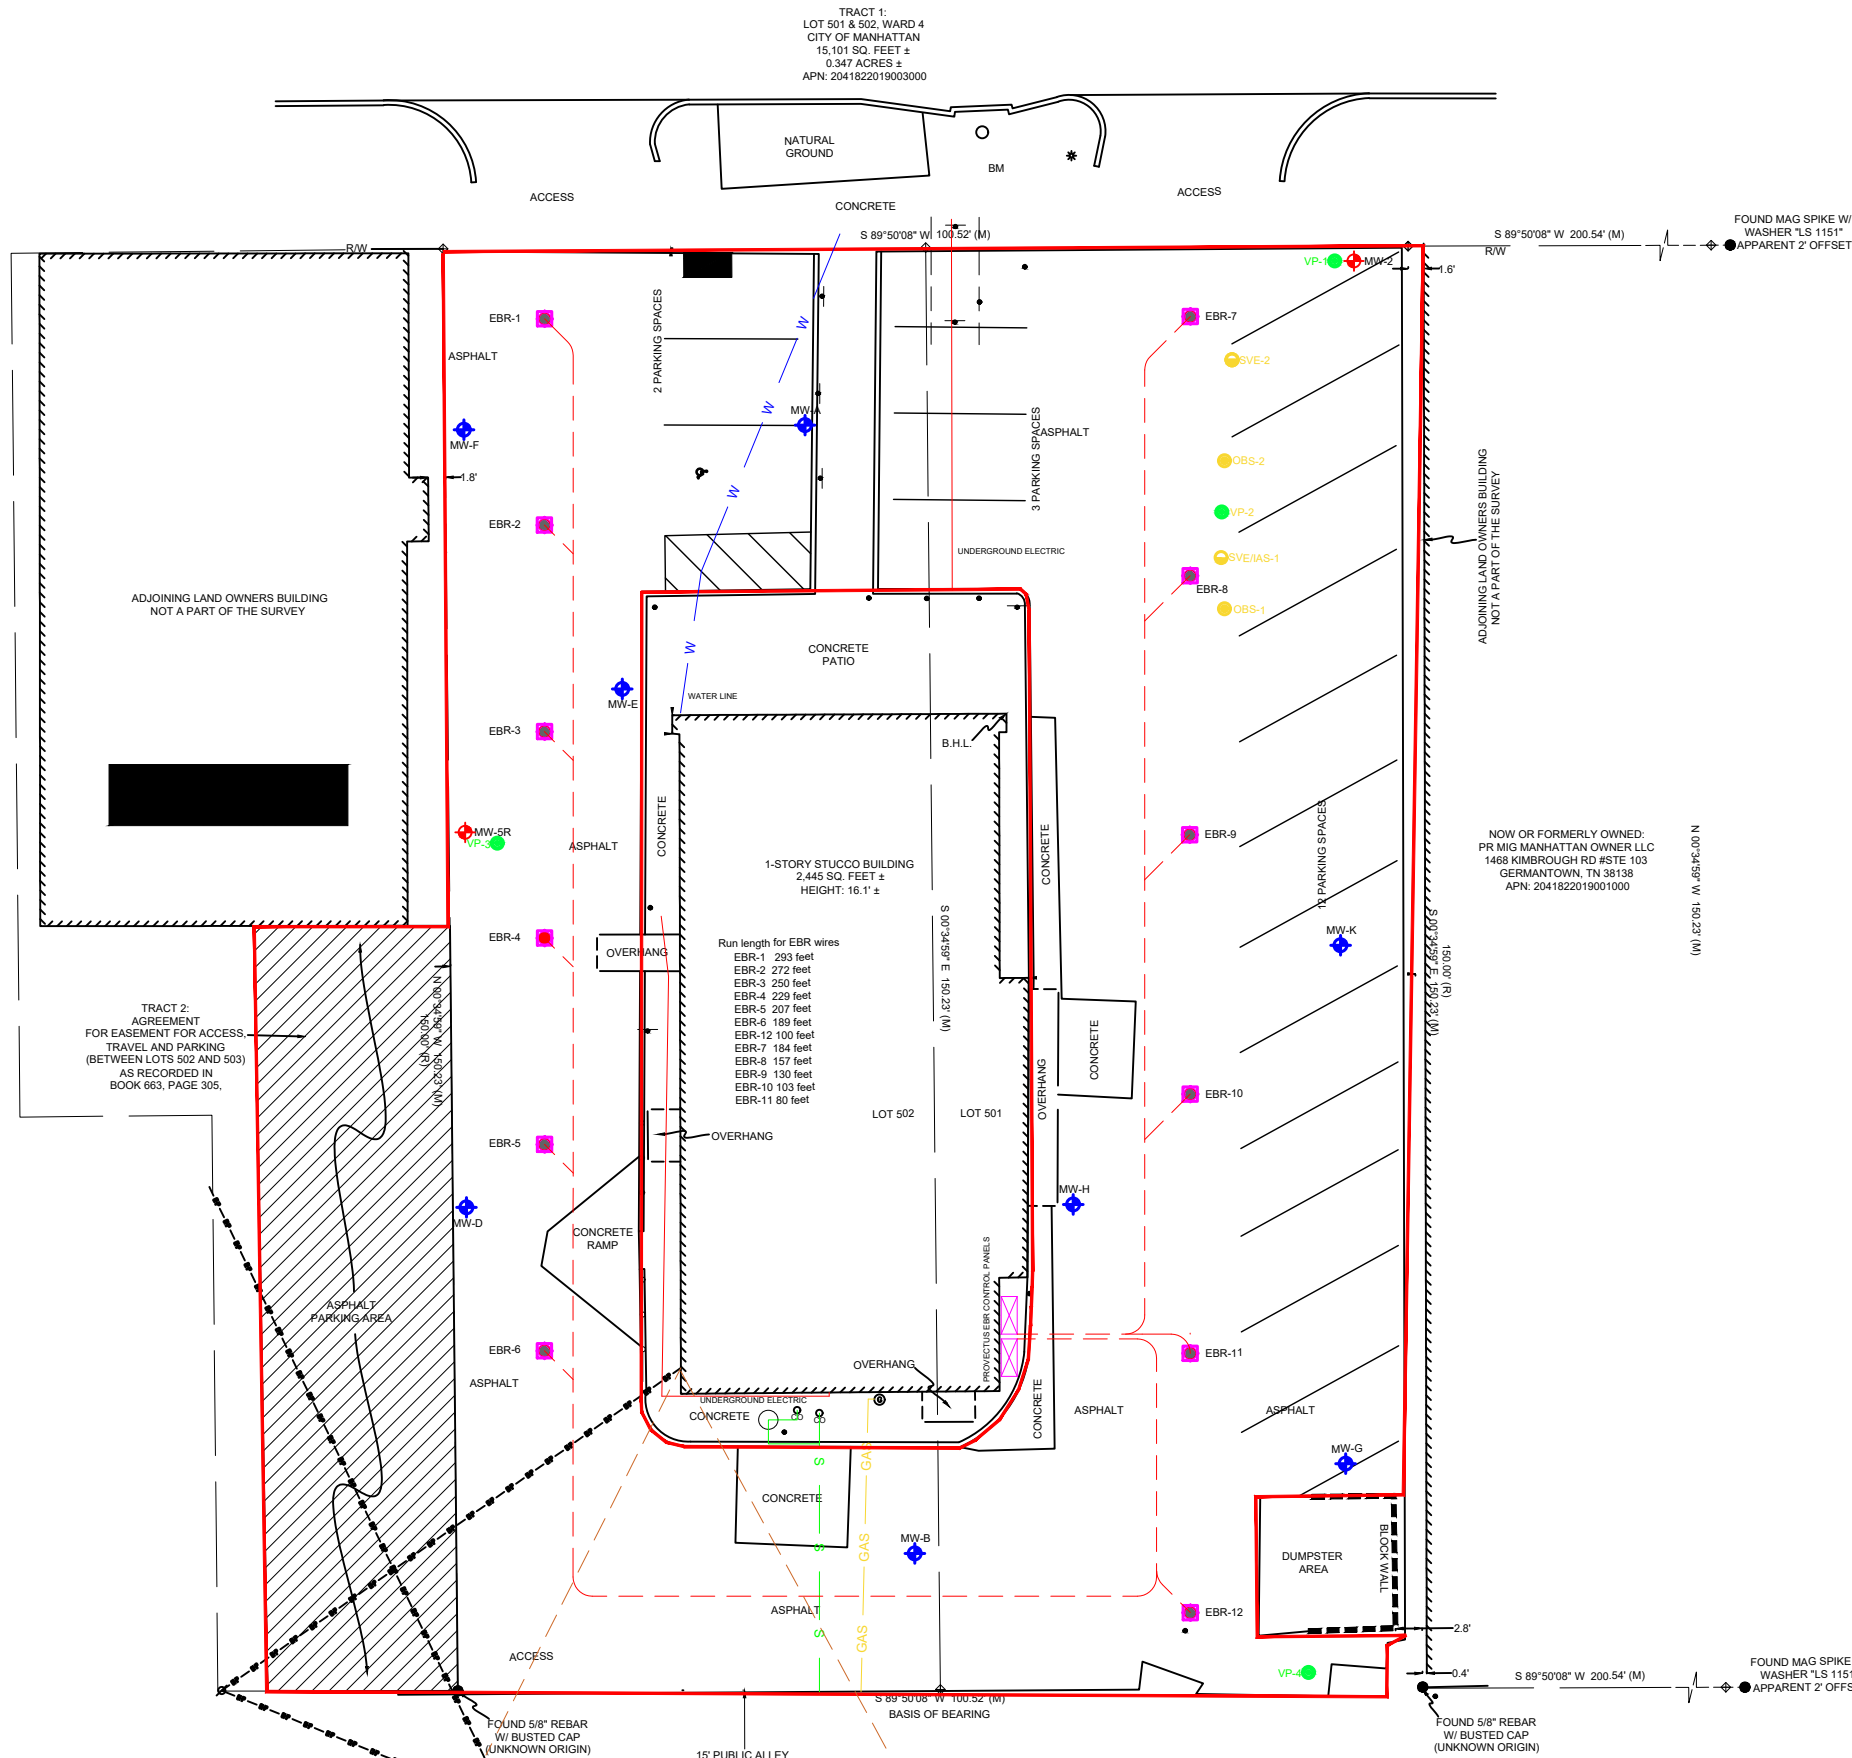 TRACT 1:
LOT 501 & 502, WARD 4
CITY OF MANHATTAN
15,101 SQ. FEET ±
0.347 ACRES ±
APN: 2041822019003000
NATURAL
GROUND
BM
ACCESS
ACCESS
CONCRETE
R/W
S 89°50'08" W 100.52' (M)
S 89°50'08" W 200.54' (M)
R/W
FOUND MAG SPIKE W/
WASHER "LS 1151"
APPARENT 2' OFFSET
VP-1
MW-2
1.6'
EBR-1
EBR-7
ASPHALT
2 PARKING SPACES
W
SVE-2
W
MW-A
3 PARKING SPACES
ASPHALT
MW-F
1.8'
OBS-2
W
VP-2
EBR-2
UNDERGROUND ELECTRIC
SVE/IAS-1
EBR-8
OBS-1
ADJOINING LAND OWNERS BUILDING
NOT A PART OF THE SURVEY
ADJOINING LAND OWNERS BUILDING
NOT A PART OF THE SURVEY
W
CONCRETE
PATIO
MW-E
WATER LINE
EBR-3
B.H.L.
MW-5R
VP-3
ASPHALT
CONCRETE
CONCRETE
EBR-9
12 PARKING SPACES
1-STORY STUCCO BUILDING
2,445 SQ. FEET ±
HEIGHT: 16.1' ±
NOW OR FORMERLY OWNED:
PR MIG MANHATTAN OWNER LLC
1468 KIMBROUGH RD #STE 103
GERMANTOWN, TN 38138
APN: 2041822019001000
N 00°34'59" W 150.23' (M)
S 00°34'59" E 150.23' (M)
150.00' (R)
S 00°34'59" E 150.23' (M)
EBR-4
OVERHANG
MW-K
Run length for EBR wires
EBR-1 293 feet
EBR-2 272 feet
EBR-3 250 feet
EBR-4 229 feet
EBR-5 207 feet
EBR-6 189 feet
EBR-12 100 feet
EBR-7 184 feet
EBR-8 157 feet
EBR-9 130 feet
EBR-10 103 feet
EBR-11 80 feet
TRACT 2:
AGREEMENT
FOR EASEMENT FOR ACCESS,
TRAVEL AND PARKING
(BETWEEN LOTS 502 AND 503)
AS RECORDED IN
BOOK 663, PAGE 305,
N 00°34'59" W 150.23' (M)
150.00' (R)
CONCRETE
OVERHANG
EBR-10
LOT 502
LOT 501
EBR-5
OVERHANG
MW-D
MW-H
CONCRETE
RAMP
PROVECTUS EBR CONTROL PANELS
ASPHALT
PARKING AREA
EBR-6
EBR-11
OVERHANG
ASPHALT
UNDERGROUND ELECTRIC
CONCRETE
CO
CO
CONCRETE
ASPHALT
ASPHALT
MW-G
S
GAS
CONCRETE
MW-B
S
GAS
DUMPSTER
AREA
BLOCK WALL
ASPHALT
EBR-12
S
GAS
2.8'
ACCESS
VP-4
0.4'
S 89°50'08" W 200.54' (M)
FOUND MAG SPIKE
WASHER "LS 1151
APPARENT 2' OFFS
S 89°50'08" W 100.52' (M)
BASIS OF BEARING
FOUND 5/8" REBAR
W/ BUSTED CAP
(UNKNOWN ORIGIN)
FOUND 5/8" REBAR
W/ BUSTED CAP
(UNKNOWN ORIGIN)
15' PUBLIC ALLEY